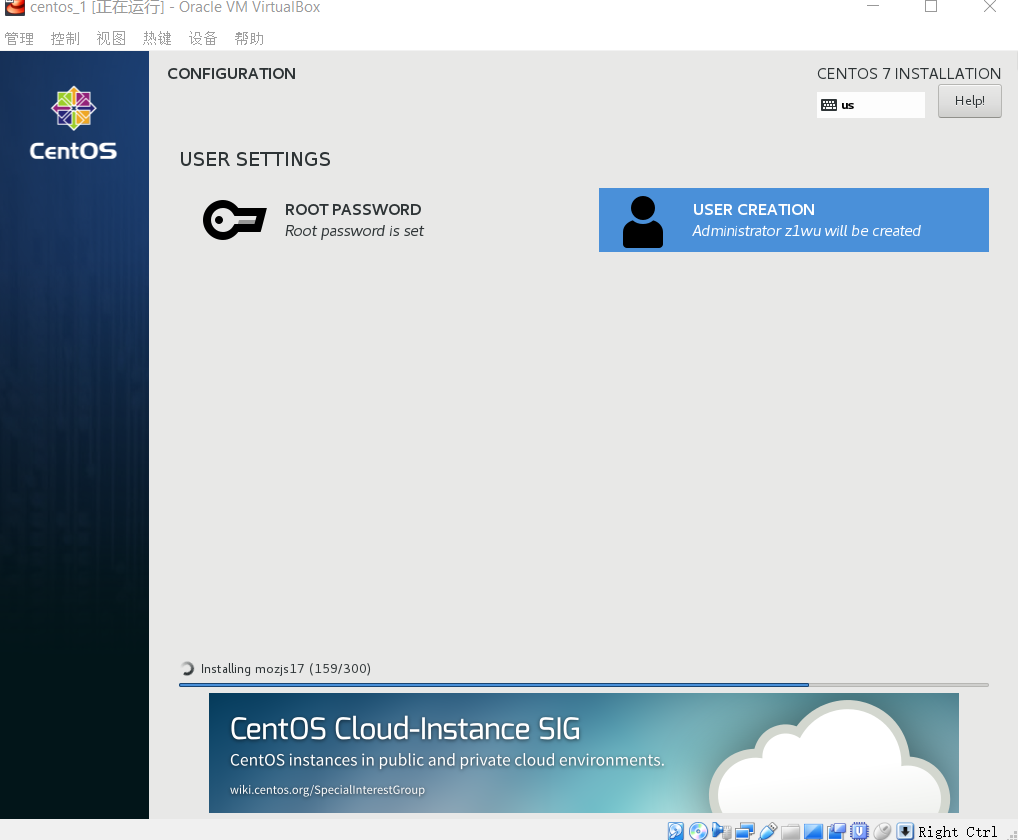 centos_1 [正在运行] - Oracle VM VirtualBox
管理 控制 视图 热键 设备 帮助
CentOS
CONFIGURATION
CENTOS 7 INSTALLATION
us
Help!
USER SETTINGS
ROOT PASSWORD
Root password is set
USER CREATION
Administrator z1wu will be created
Installing mozjs17 (159/300)
CentOS Cloud-Instance SIG
CentOS instances in public and private cloud environments.
wiki.centos.org/SpecialInterestGroup
Right Ctrl